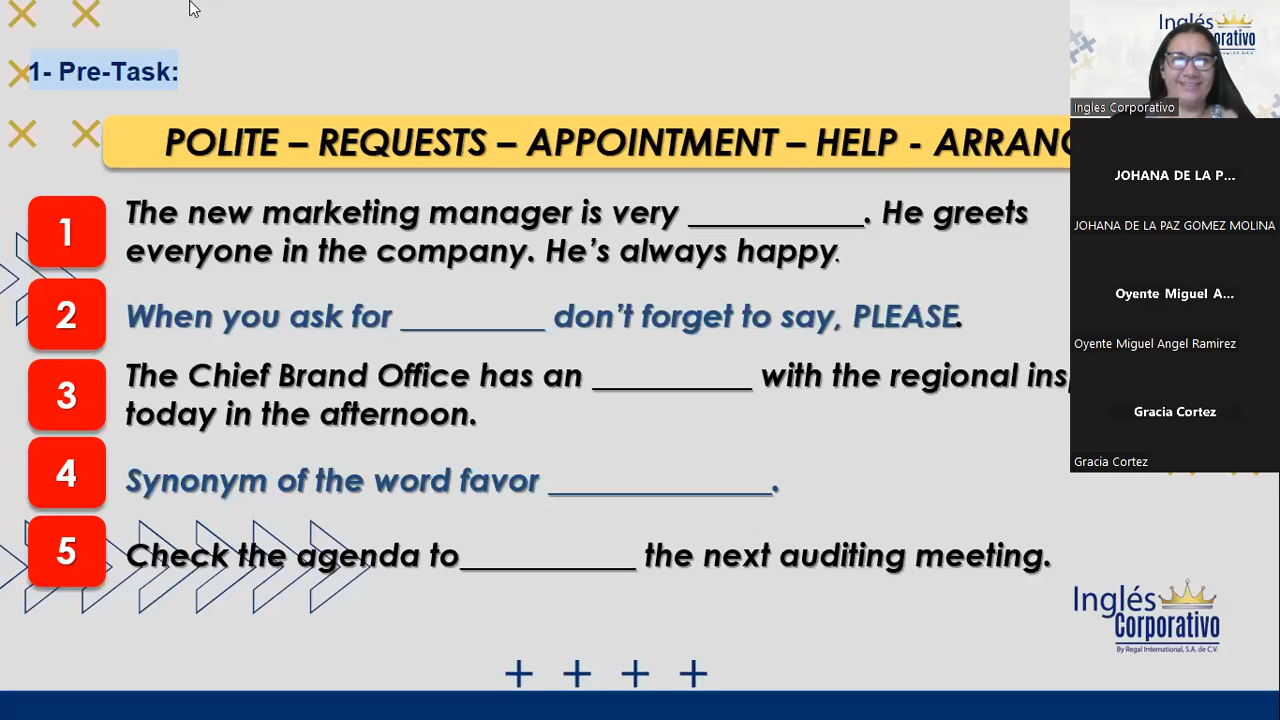 1- Pre-Task:
POLITE – REQUESTS – APPOINTMENT – HELP - ARRANG
1
The new marketing manager is very ___________. He greets
everyone in the company. He's always happy.
2
When you ask for _________ don't forget to say, PLEASE.
3
The Chief Brand Office has an __________ with the regional insp
today in the afternoon.
4
Synonym of the word favor ______________.
5
Check the agenda to___________ the next auditing meeting.
Inglés
Corporativo
By Regal International, S.A. de C.V.
Inglés
orativo
Ingles Corporativo
JOHANA DE LA P...
JOHANA DE LA PAZ GOMEZ MOLINA
Oyente Miguel A...
Oyente Miguel Angel Ramirez
Gracia Cortez
Gracia Cortez